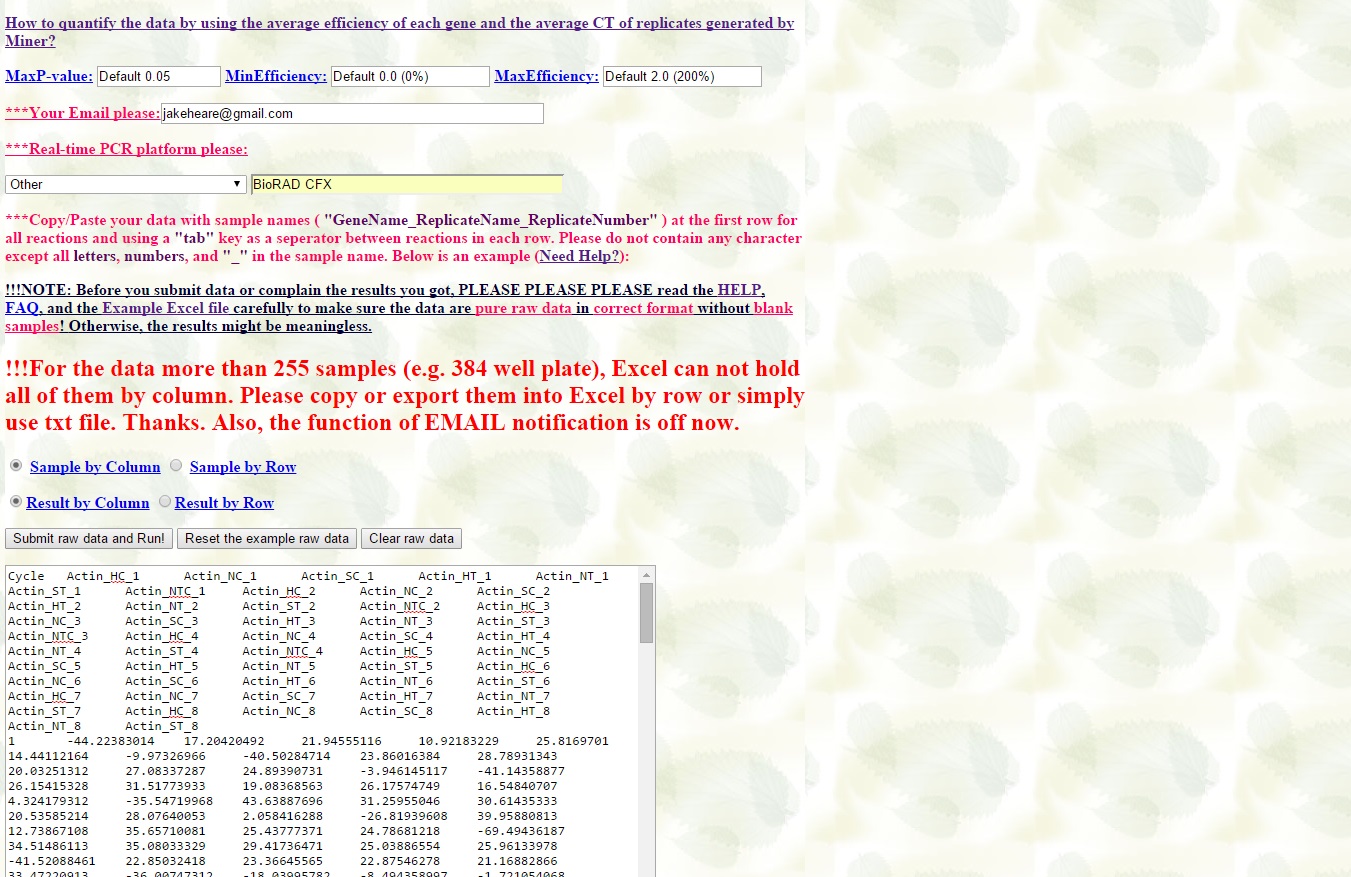 How to quantify the data by using the average efficiency of each gene and the average CT of replicates generated by
Miner?
MaxP-value: Default 0.05 MinEfficiency: Default 0.0 (0%) MaxEfficiency: Default 2.0 (200%)
***Your Email please: jakeheare@gmail.com
***Real-time PCR platform please:
Other BioRAD CFX
***Copy/Paste your data with sample names ( "GeneName_ReplicateName_ReplicateNumber" ) at the first row for
all reactions and using a "tab" key as a seperator between reactions in each row. Please do not contain any character
except all letters, numbers, and "_" in the sample name. Below is an example (Need Help?):
!!!NOTE: Before you submit data or complain the results you got, PLEASE PLEASE PLEASE read the HELP,
FAQ, and the Example Excel file carefully to make sure the data are pure raw data in correct format without blank
samples! Otherwise, the results might be meaningless.
!!!For the data more than 255 samples (e.g. 384 well plate), Excel can not hold
all of them by column. Please copy or export them into Excel by row or simply
use txt file. Thanks. Also, the function of EMAIL notification is off now.
Sample by Column Sample by Row
Result by Column Result by Row
Submit raw data and Run! Reset the example raw data Clear raw data
Cycle Actin_HC_1 Actin_NC_1 Actin_SC_1 Actin_HT_1 Actin_NT_1
Actin_ST_1 Actin_NTC_1 Actin_HC_2 Actin_NC_2 Actin_SC_2
Actin_HT_2 Actin_NT_2 Actin_ST_2 Actin_NTC_2 Actin_HC_3
Actin_NC_3 Actin_SC_3 Actin_HT_3 Actin_NT_3 Actin_ST_3
Actin_NTC_3 Actin_HC_4 Actin_NC_4 Actin_SC_4 Actin_HT_4
Actin_NT_4 Actin_ST_4 Actin_NTC_4 Actin_HC_5 Actin_NC_5
Actin_SC_5 Actin_HT_5 Actin_NT_5 Actin_ST_5 Actin_HC_6
Actin_NC_6 Actin_SC_6 Actin_HT_6 Actin_NT_6 Actin_ST_6
Actin_HC_7 Actin_NC_7 Actin_SC_7 Actin_HT_7 Actin_NT_7
Actin_ST_7 Actin_HC_8 Actin_NC_8 Actin_SC_8 Actin_HT_8
Actin_NT_8 Actin_ST_8
1 -44.22383014 17.20420492 21.94555116 10.92183229 25.8169701
14.44112164 -9.97326966 -40.50284714 23.86016384 28.78931343
20.03251312 27.08337287 24.89390731 -3.946145117 -41.14358877
26.15415328 31.51773933 19.08368563 26.17574749 16.54840707
4.324179312 -35.54719968 43.63887696 31.25955046 30.61435333
20.53585214 28.07640053 2.058416288 -26.81939608 39.95880813
12.73867108 35.65710081 25.43777371 24.78681218 -69.49436187
34.51486113 35.08033329 29.41736471 25.03886554 25.96133978
-41.52088461 22.85032418 23.36645565 22.87546278 21.16882866
33.47220913 -36.00747312 -18.03995782 -8.494358997 -1.721054068